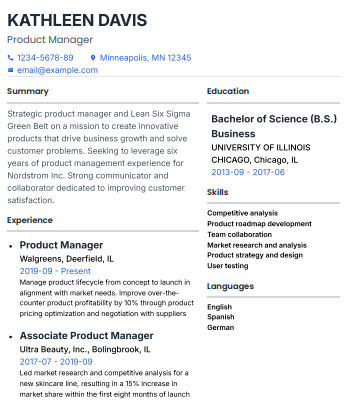 KATHLEEN DAVIS
Product Manager
1234-5678-89 Minneapolis, MN 12345
email@example.com
Summary
Strategic product manager and Lean Six Sigma
Green Belt on a mission to create innovative
products that drive business growth and solve
customer problems. Seeking to leverage six
years of product management experience for
Nordstrom Inc. Strong communicator and
collaborator dedicated to improving customer
satisfaction.
Experience
• Product Manager
Walgreens, Deerfield, IL
2019-09 - Present
Manage product lifecycle from concept to launch in
alignment with market needs. Improve over-the-
counter product profitability by 10% through product
pricing optimization and negotiation with suppliers
• Associate Product Manager
Ultra Beauty, Inc., Bolingbrook, IL
2017-07 - 2019-09
Led market research and competitive analysis for a
new skincare line, resulting in a 15% increase in
market share within the first eight months of launch
Education
Bachelor of Science (B.S.)
Business
UNIVERSITY OF ILLINOIS
CHICAGO, Chicago, IL
2013-09 - 2017-06
Skills
Competitive analysis
Product roadmap development
Team collaboration
Market research and analysis
Product strategy and design
User testing
Languages
English
Spanish
German